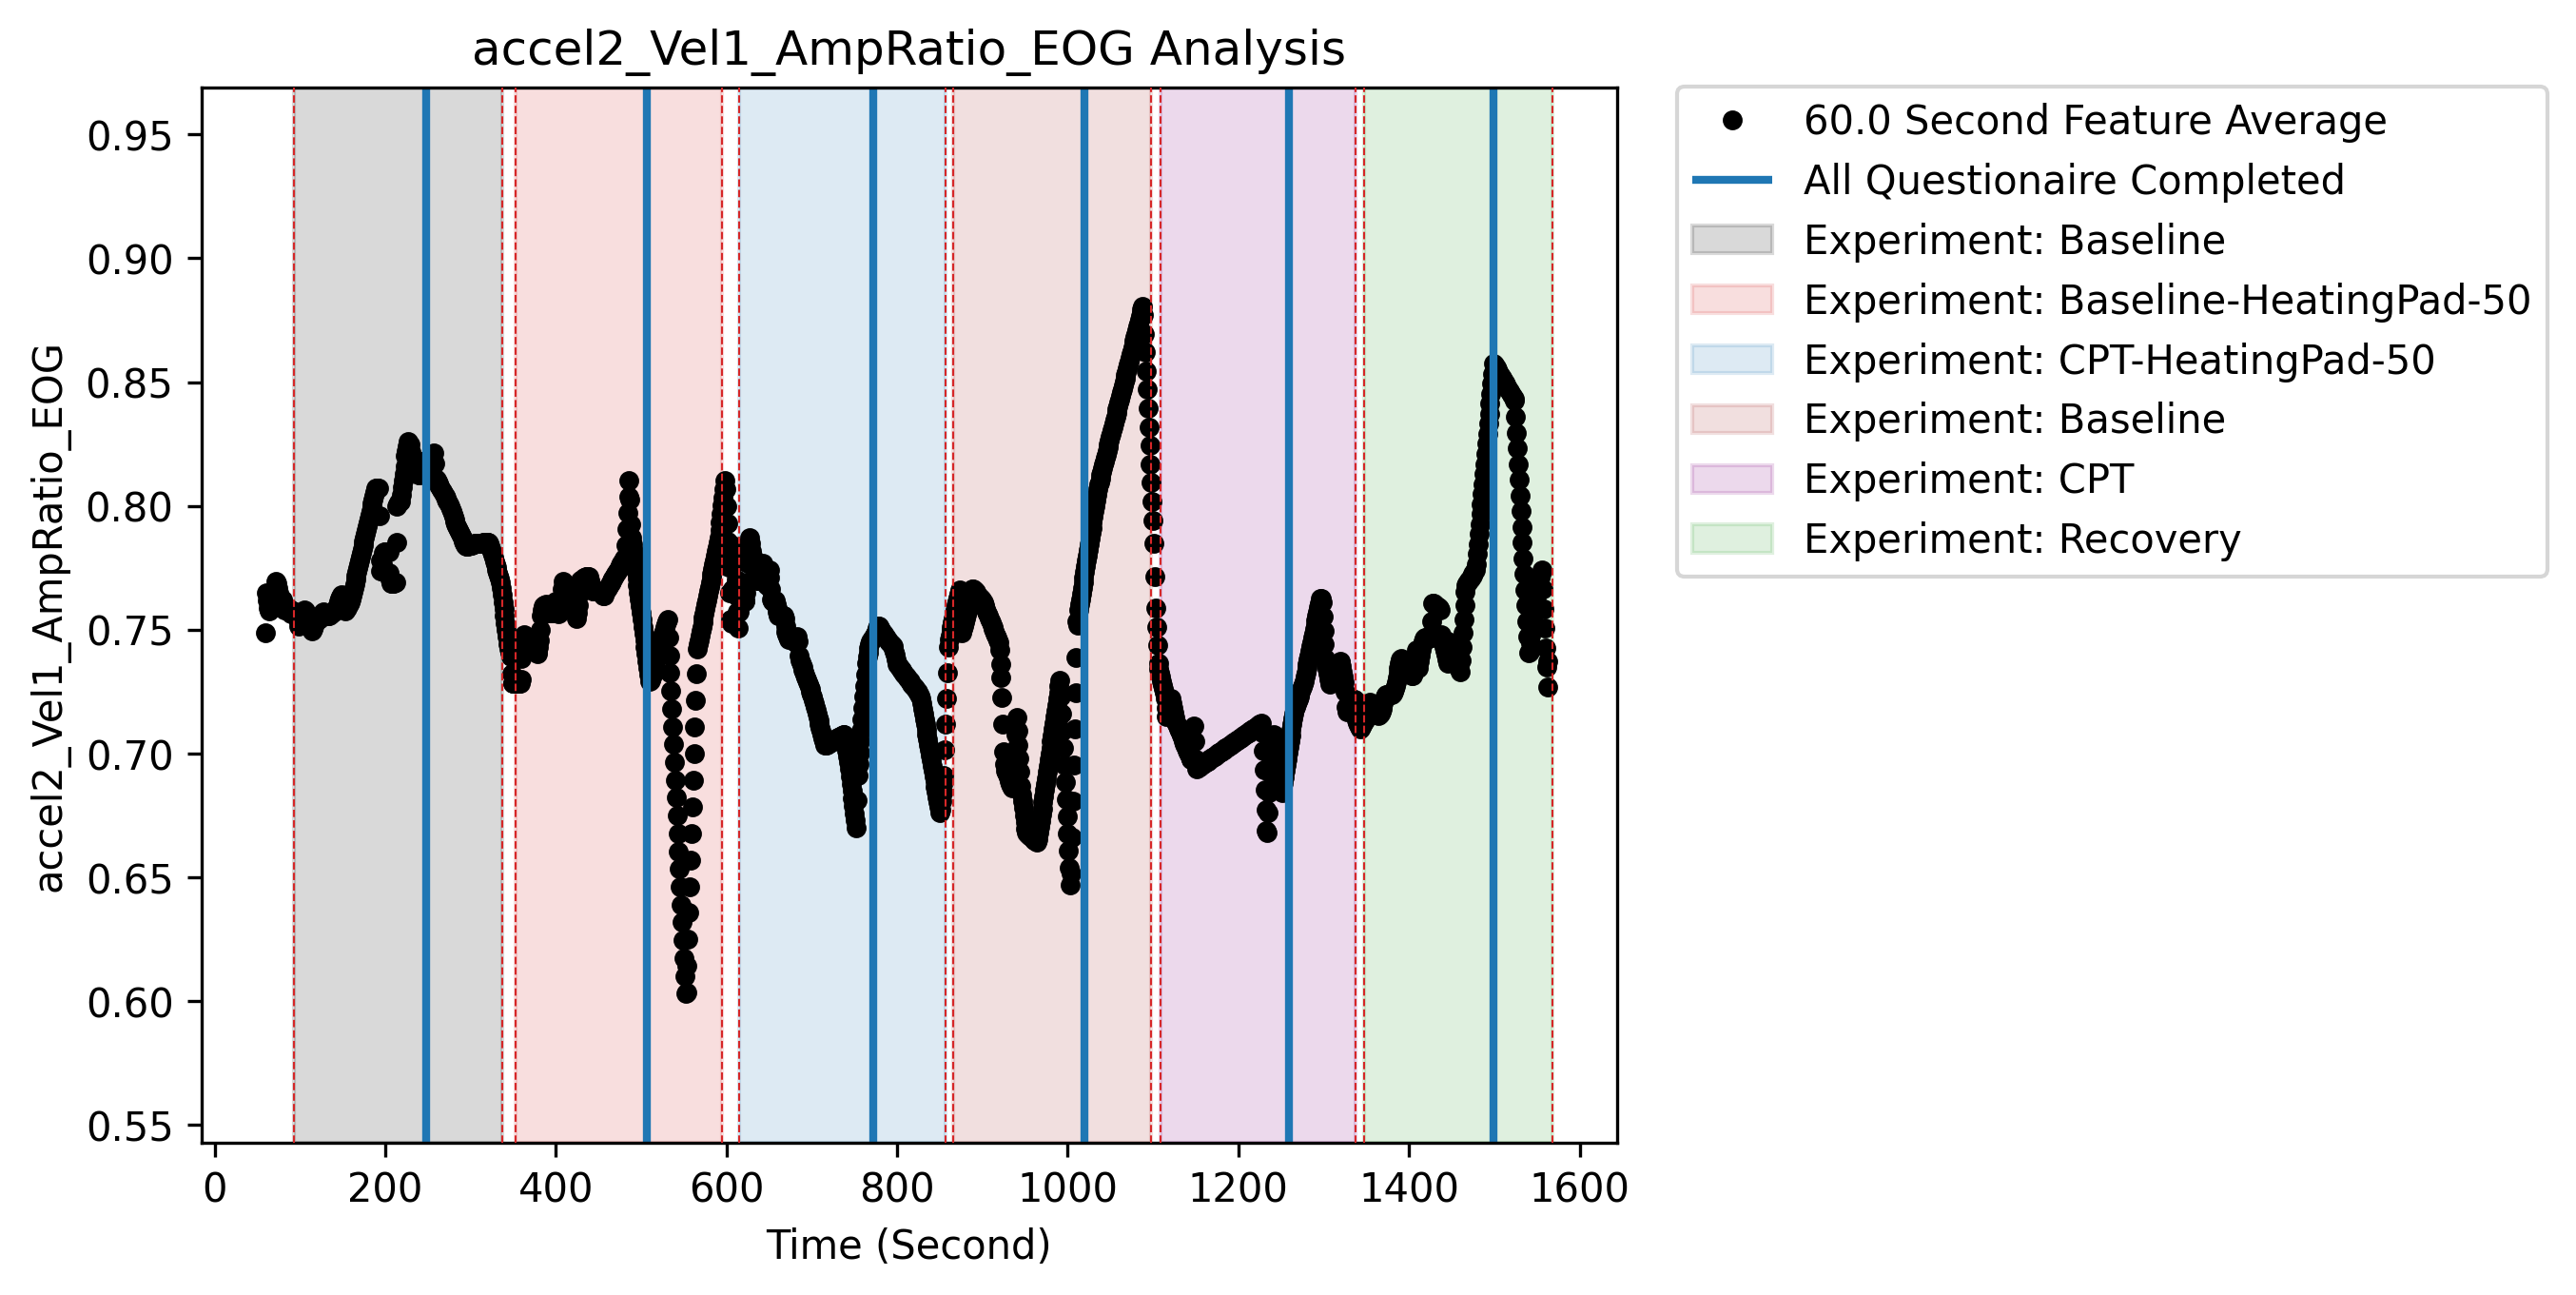 accel2_Vel1_AmpRatio_EOG Analysis
accel2_Vel1_AmpRatio_EOG
0.95
0.90
0.85
0.80
0.75
0.70
0.65
0.60
0.55
0 200 400 600 800 1000 1200 1400 1600
Time (Second)
60.0 Second Feature Average
All Questionaire Completed
Experiment: Baseline
Experiment: Baseline-HeatingPad-50
Experiment: CPT-HeatingPad-50
Experiment: Baseline
Experiment: CPT
Experiment: Recovery